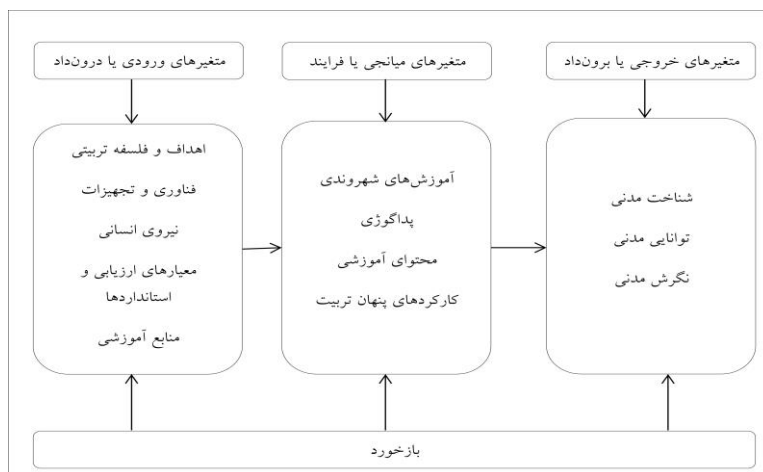 متغیرهای ورودی یا درون‌داد
متغیرهای میانجی یا فرایند
متغیرهای خروجی یا برون‌داد
اهداف و فلسفه تربیتی
فناوری و تجهیزات
نیروی انسانی
معیارهای ارزیابی و
استانداردها
منابع آموزشی
آموزش‌های شهروندی
پداگوژی
محتوای آموزشی
کارکردهای پنهان تربیت
شناخت مدنی
توانایی مدنی
نگرش مدنی
بازخورد